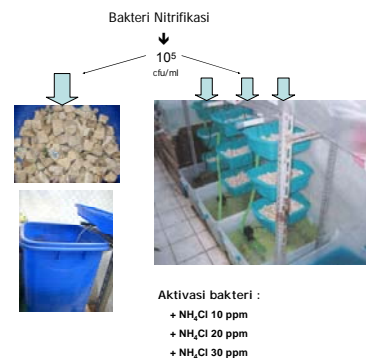 Bakteri Nitrifikasi
10⁵
cfu/ml
Aktivasi bakteri :
+ NH₄Cl 10 ppm
+ NH₄Cl 20 ppm
+ NH₄Cl 30 ppm